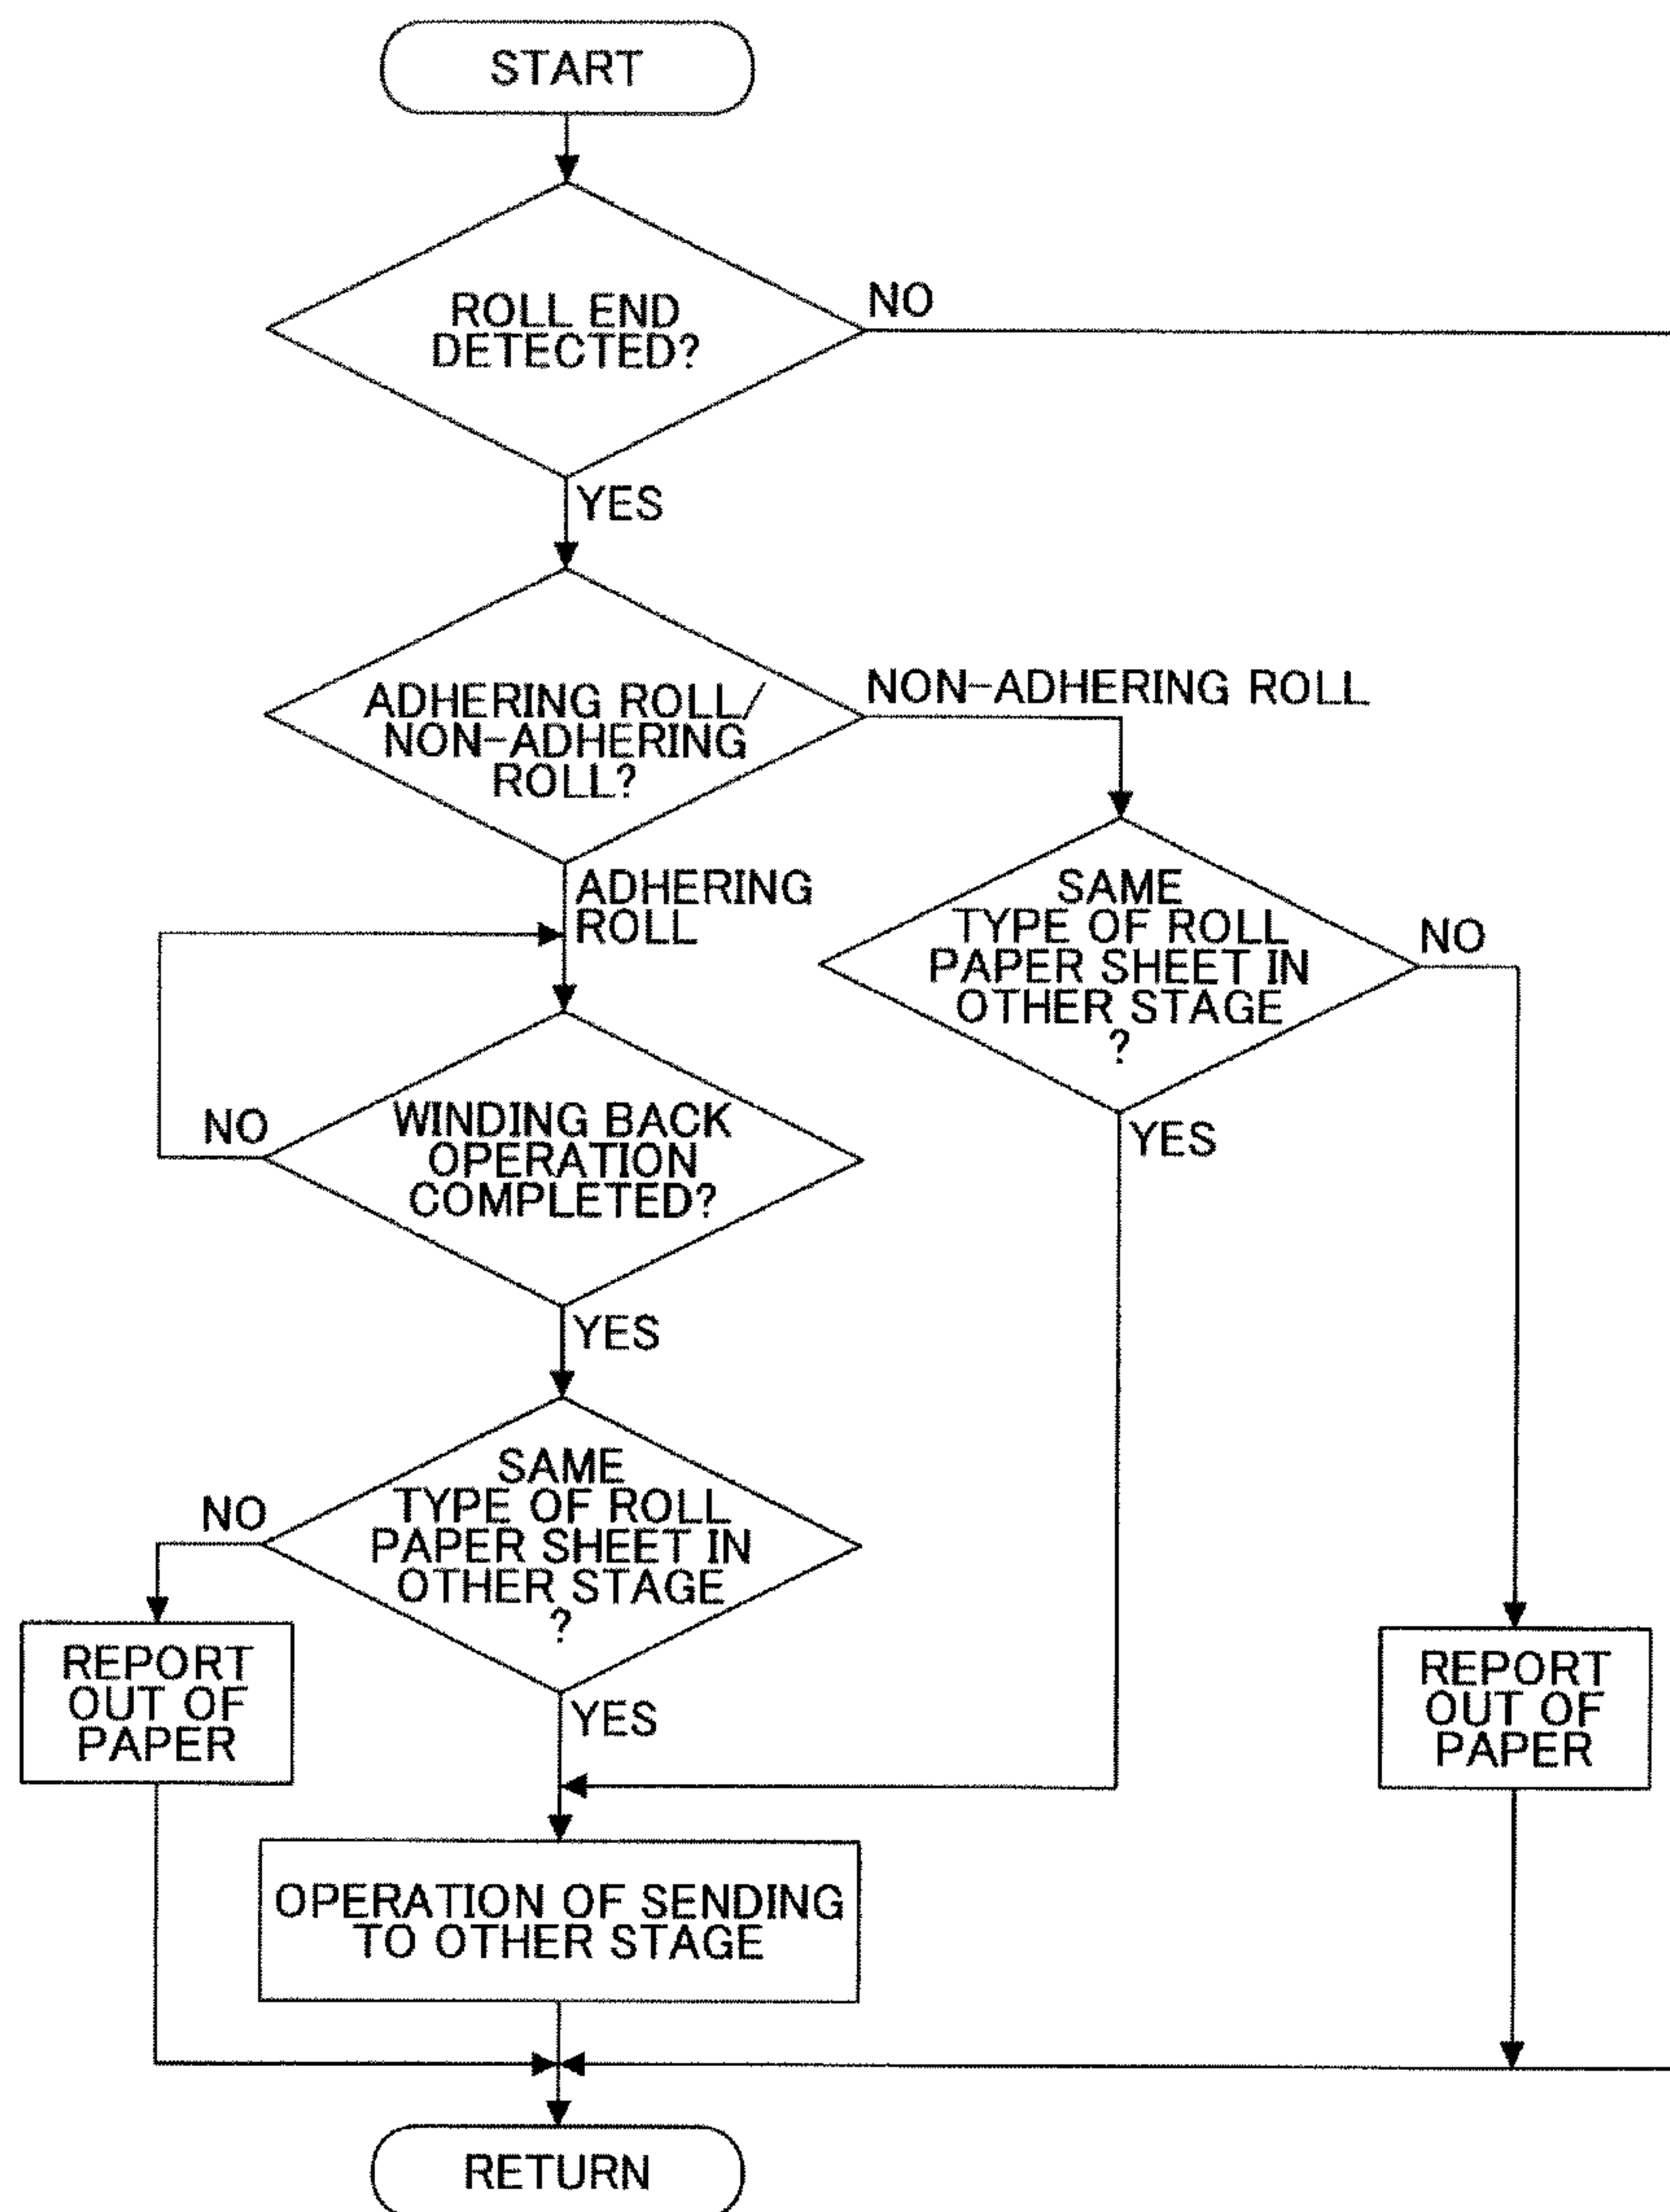 START
ROLL END
DETECTED?
NO
YES
ADHERING ROLL/
NON-ADHERING
ROLL?
NON-ADHERING ROLL
ADHERING
ROLL
SAME
TYPE OF ROLL
PAPER SHEET IN
OTHER STAGE
?
NO
YES
WINDING BACK
OPERATION
COMPLETED?
NO
YES
SAME
TYPE OF ROLL
PAPER SHEET IN
OTHER STAGE
?
NO
YES
REPORT
OUT OF
PAPER
REPORT
OUT OF
PAPER
OPERATION OF SENDING
TO OTHER STAGE
RETURN